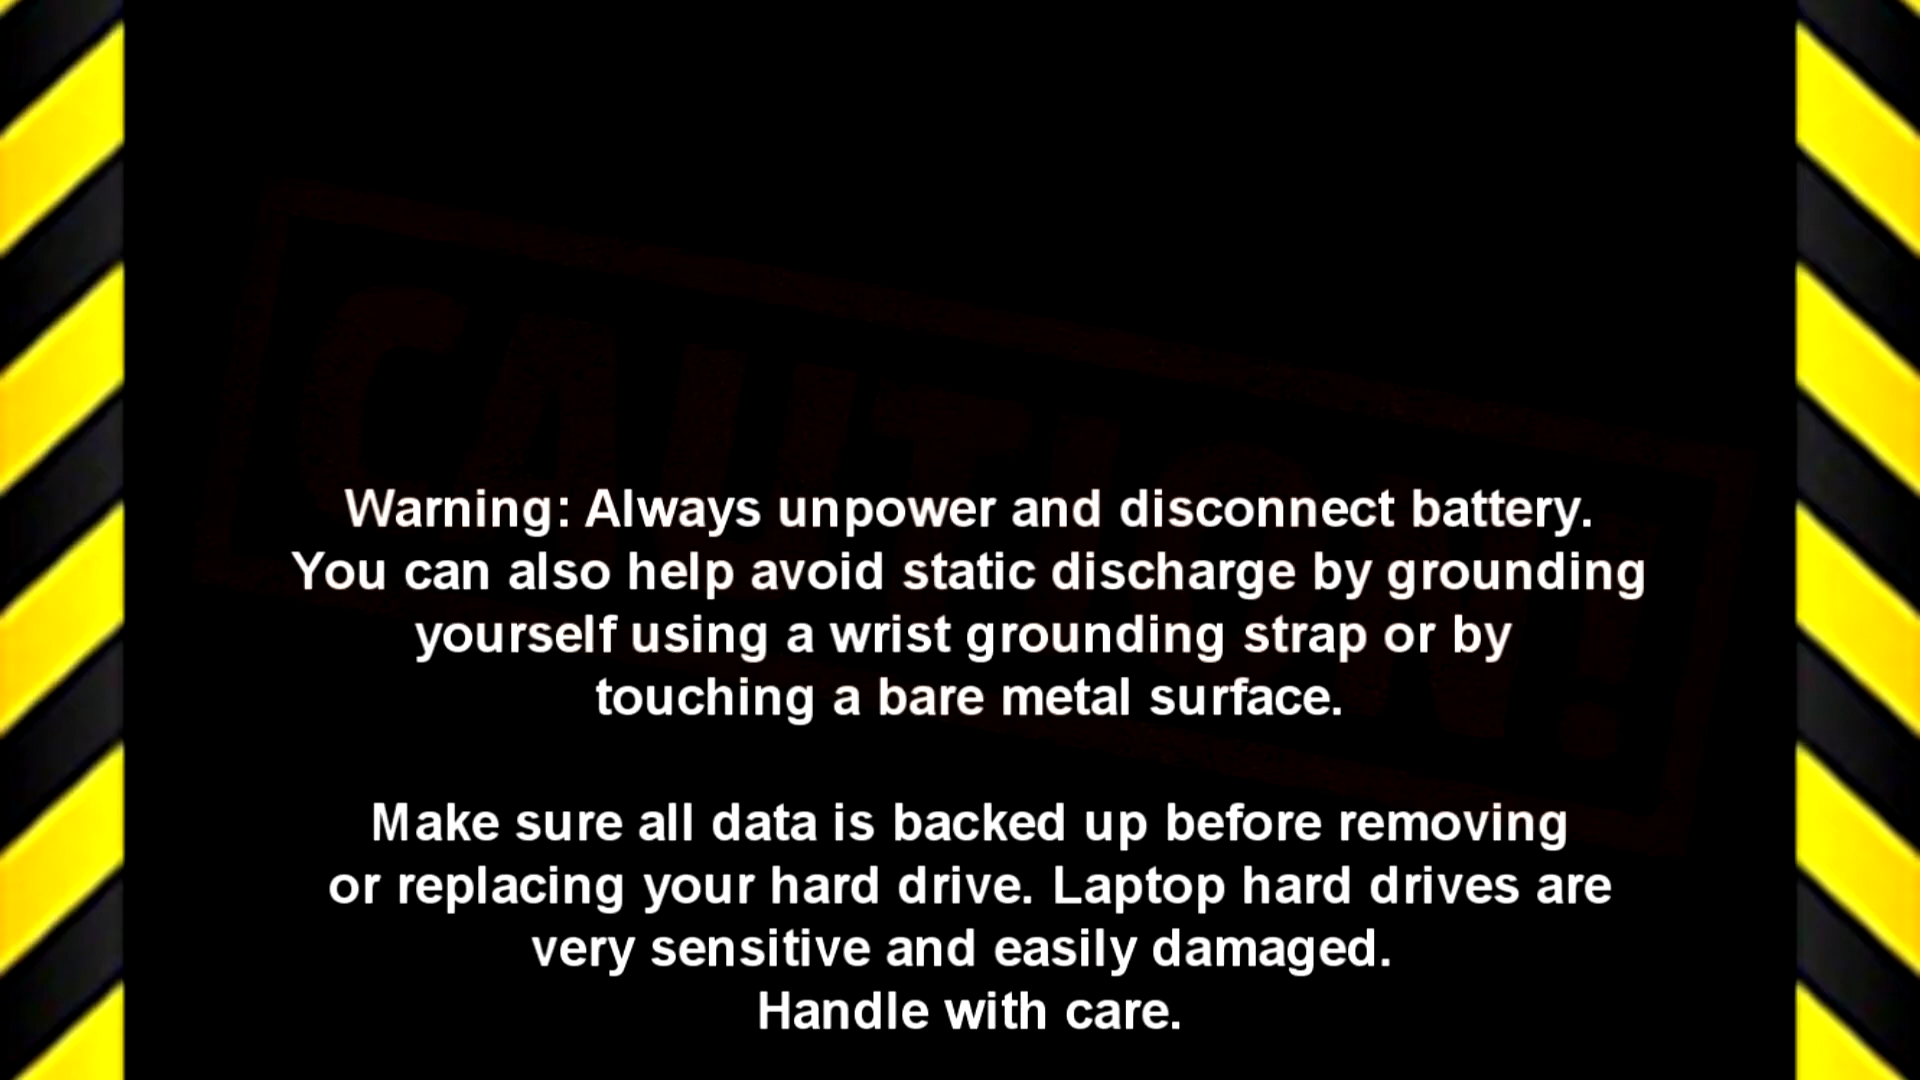 CAUTION!
Warning: Always unpower and disconnect battery.
You can also help avoid static discharge by grounding
yourself using a wrist grounding strap or by
touching a bare metal surface.
Make sure all data is backed up before removing
or replacing your hard drive. Laptop hard drives are
very sensitive and easily damaged.
Handle with care.